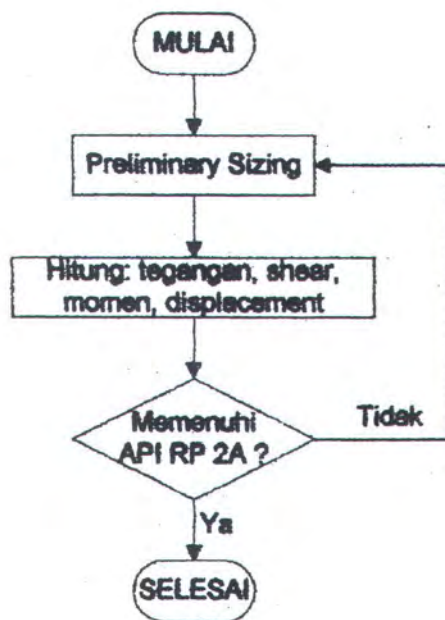 MULAI
Preliminary Sizing
Hitung: tegangan, shear,
momen, displacement
Memenuhi
API RP 2A ?
Tidak
Ya
SELESAI